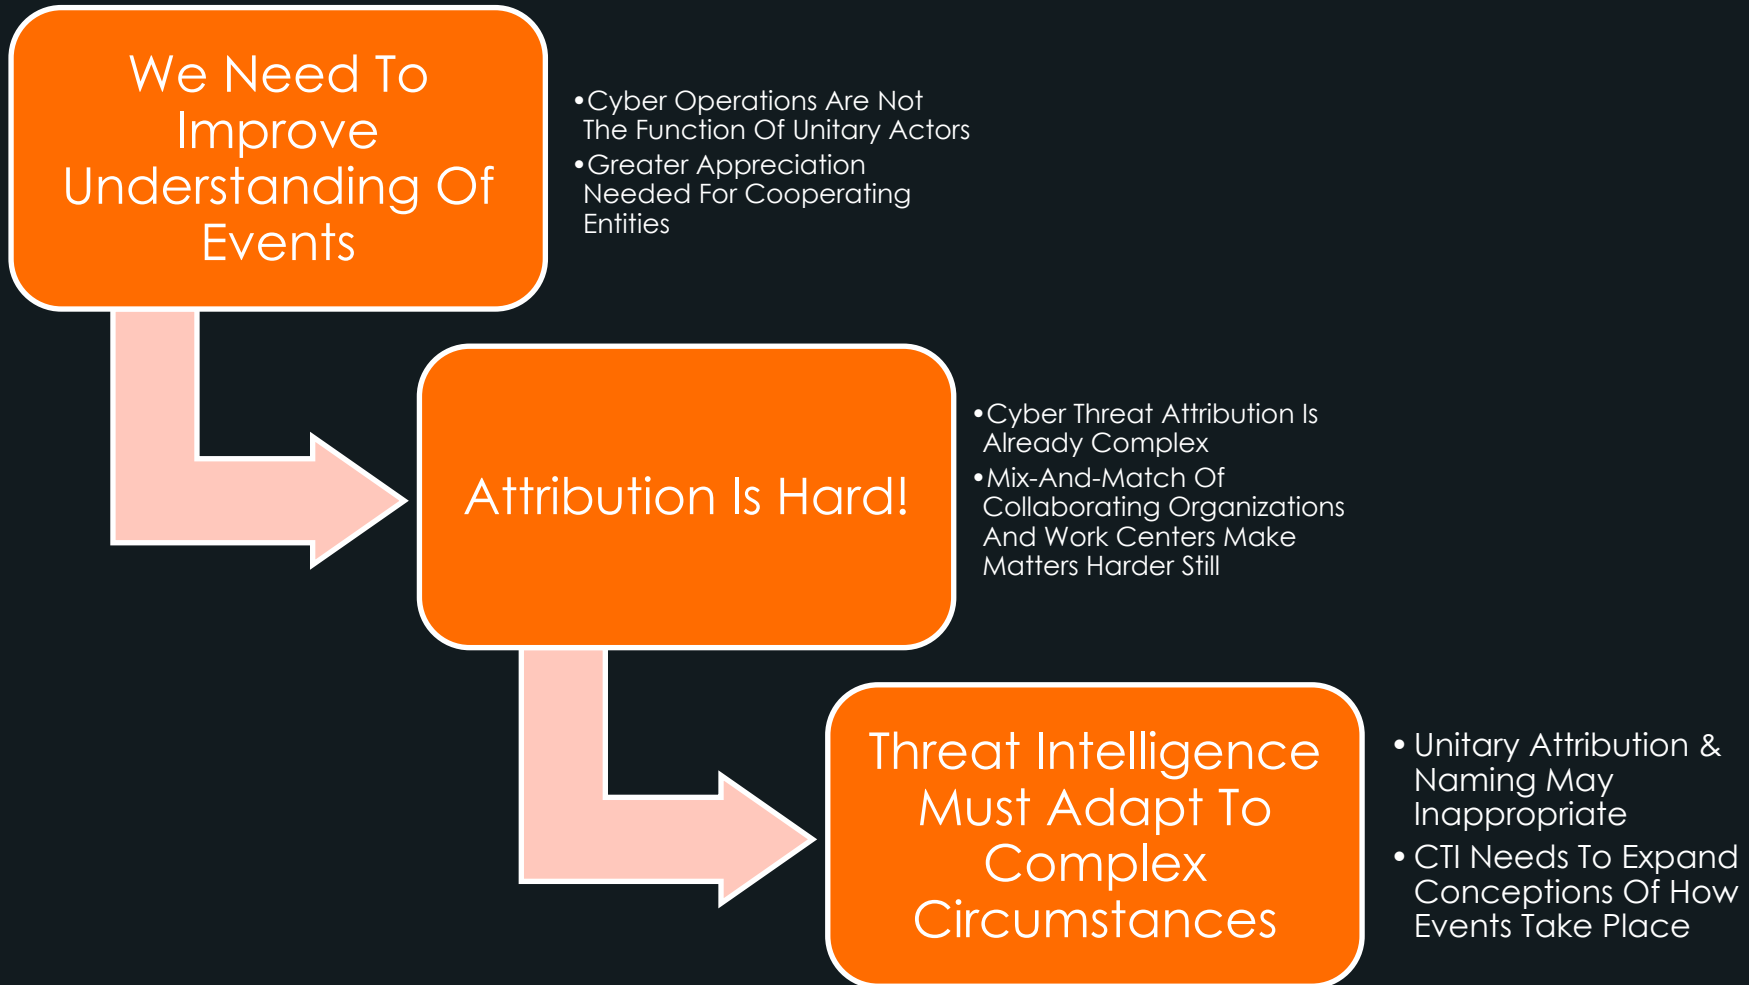 We Need To
Improve
Understanding Of
Events
•Cyber Operations Are Not
The Function Of Unitary Actors
•Greater Appreciation
Needed For Cooperating
Entities
Attribution Is Hard!
•Cyber Threat Attribution Is
Already Complex
•Mix-And-Match Of
Collaborating Organizations
And Work Centers Make
Matters Harder Still
Threat Intelligence
Must Adapt To
Complex
Circumstances
• Unitary Attribution &
Naming May
Inappropriate
• CTI Needs To Expand
Conceptions Of How
Events Take Place